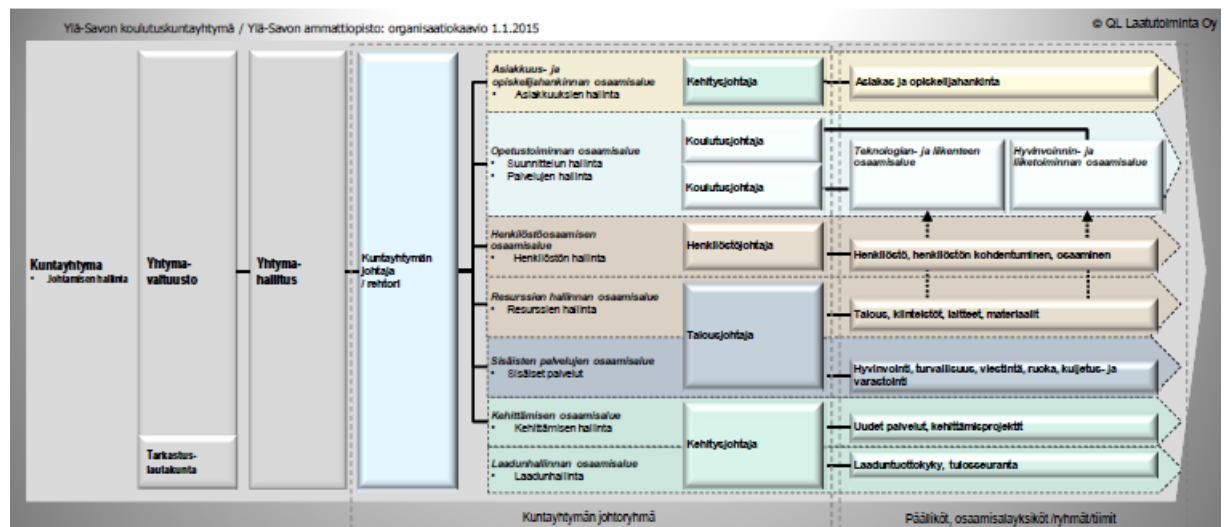 Ylä-Savon koulutuskuntayhtymä / Ylä-Savon ammattiopisto: organisaatiokaavio 1.1.2015
© QL Laatutoiminta Oy
Kuntayhtyma
• Johtamisen hallinta
Yhtymä-
valtuusto
Tarkastus-
lautakunta
Yhtymä-
hallitus
Kuntayhtymän
johtaja
/ rehtori
Asiakkuus- ja
opiskelijahankinnan osaamisalue
• Asiakkuuksien hallinta
Kehitysjohtaja
Asiakas ja opiskelijahankinta
Opetustoiminnan osaamisalue
• Suunnittelun hallinta
• Palvelujen hallinta
Koulutusjohtaja
Koulutusjohtaja
Teknologian- ja liikenteen
osaamisalue
Hyvinvoinnin- ja
liiketoiminnan osaamisalue
Henkilöstöosaamisen
osaamisalue
• Henkilöstön hallinta
Henkilöstöjohtaja
Henkilöstö, henkilöstön kohdentuminen, osaaminen
Resurssien hallinnan osaamisalue
• Resurssien hallinta
Talousjohtaja
Talous, kiinteistöt, laitteet, materiaalit
Sisäisten palvelujen osaamisalue
• Sisäiset palvelut
Hyvinvointi, turvallisuus, viestintä, ruoka, kuljetus- ja
varastointi
Kehittämisen osaamisalue
• Kehittämisen hallinta
Kehitysjohtaja
Uudet palvelut, kehittämisprojektit
Laadunhallinnan osaamisalue
• Laadunhallinta
Laaduntuottokyky, tulosseuranta
Kuntayhtymän johtoryhmä
Päälliköt, osaamisalayksiköt /ryhmät/tiimit